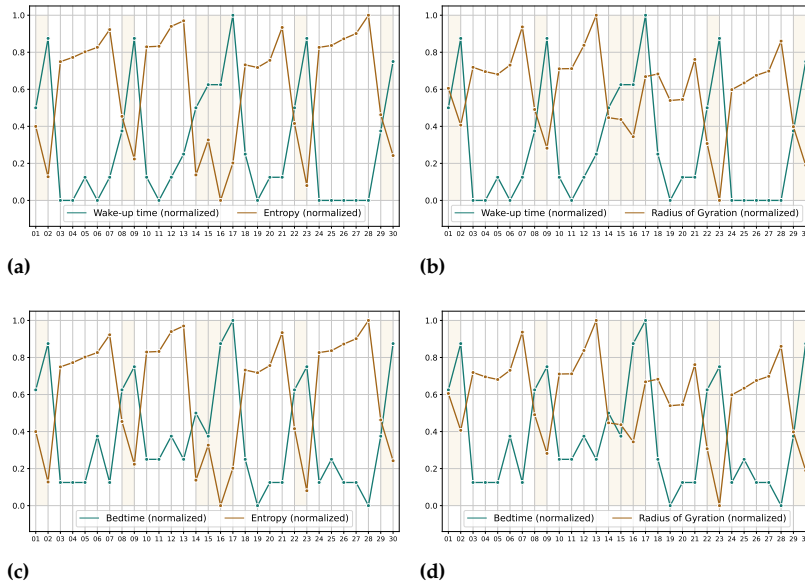 1.0
0.8
0.6
0.4
0.2
0.0
Wake-up time (normalized) Entropy (normalized)
01 02 03 04 05 06 07 08 09 10 11 12 13 14 15 16 17 18 19 20 21 22 23 24 25 26 27 28 29 30
(a)
1.0
0.8
0.6
0.4
0.2
0.0
Wake-up time (normalized) Radius of Gyration (normalized)
01 02 03 04 05 06 07 08 09 10 11 12 13 14 15 16 17 18 19 20 21 22 23 24 25 26 27 28 29
(b)
1.0
0.8
0.6
0.4
0.2
0.0
Bedtime (normalized) Entropy (normalized)
01 02 03 04 05 06 07 08 09 10 11 12 13 14 15 16 17 18 19 20 21 22 23 24 25 26 27 28 29 30
(c)
1.0
0.8
0.6
0.4
0.2
0.0
Bedtime (normalized) Radius of Gyration (normalized)
01 02 03 04 05 06 07 08 09 10 11 12 13 14 15 16 17 18 19 20 21 22 23 24 25 26 27 28 29
(d)